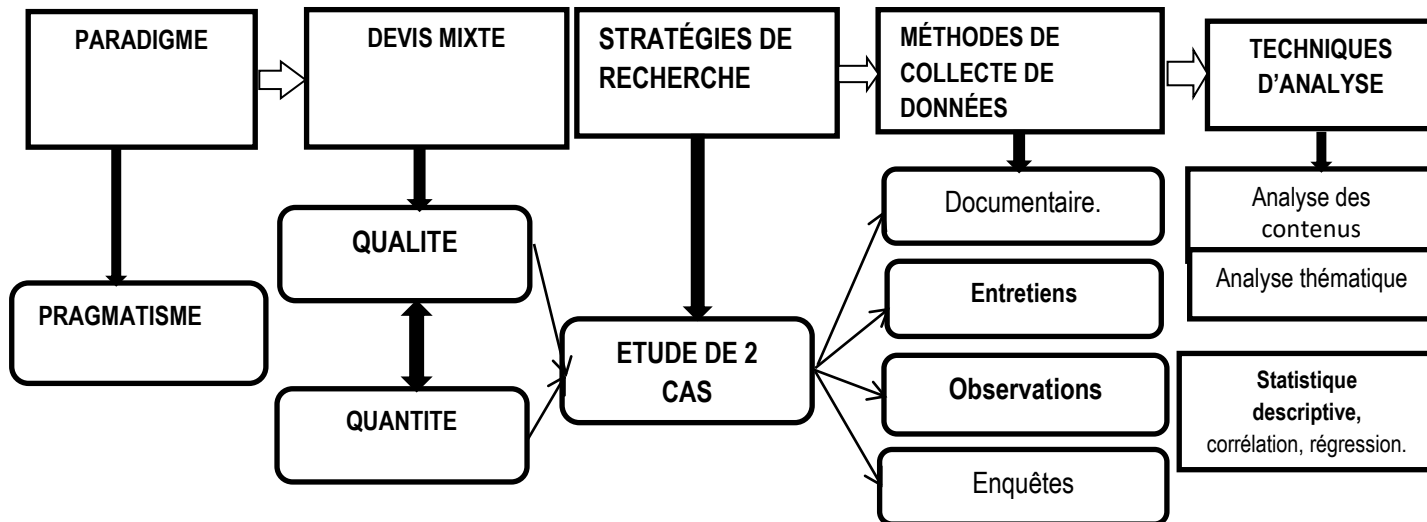 PARADIGME
DEVIS MIXTE
STRATÉGIES DE
RECHERCHE
MÉTHODES DE
COLLECTE DE
DONNÉES
TECHNIQUES
D’ANALYSE
PRAGMATISME
QUALITE
QUANTITE
ETUDE DE 2
CAS
Documentaire.
Entretiens
Observations
Enquêtes
Analyse des
contenus
Analyse thématique
Statistique
descriptive,
corrélation, régression.